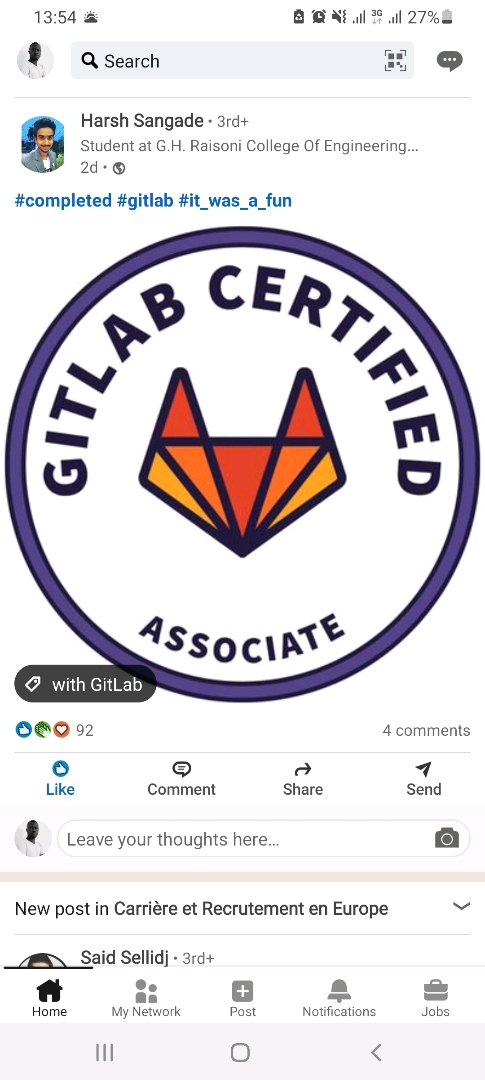 13:54
3G
27%
Search
Harsh Sangade • 3rd+
Student at G.H. Raisoni College Of Engineering...
2d •
#completed #gitlab #it_was_a_fun
GITLAB CERTIFIED
ASSOCIATE
with GitLab
92
4 comments
Like
Comment
Share
Send
Leave your thoughts here...
New post in Carrière et Recrutement en Europe
Said Sellidj • 3rd+
Home
My Network
Post
Notifications
Jobs